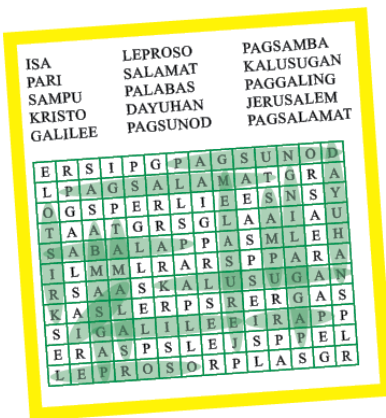 ISA LEPROSO PAGSAMBA
PARI SALAMAT KALUSUGAN
SAMPU PALABAS PAGGALING
KRISTO DAYUHAN JERUSALEM
GALILEE PAGSUNOD PAGSALAMAT
E R S I P G P A G S U N O D
L P A G S A L A M A T G R A
O G S P E R L I E E S N S Y
T A A T G R S G L A A I A U
S A B A L A P P A S M L E H
I L M M L R A R S P P A R A
R S A A S K A L U S U G A N
K A S L E R P S R E R G A S
S I G A L I L E E I R A P P
E R A S P S L E J S P P E L
L E P R O S O R P L A S G R